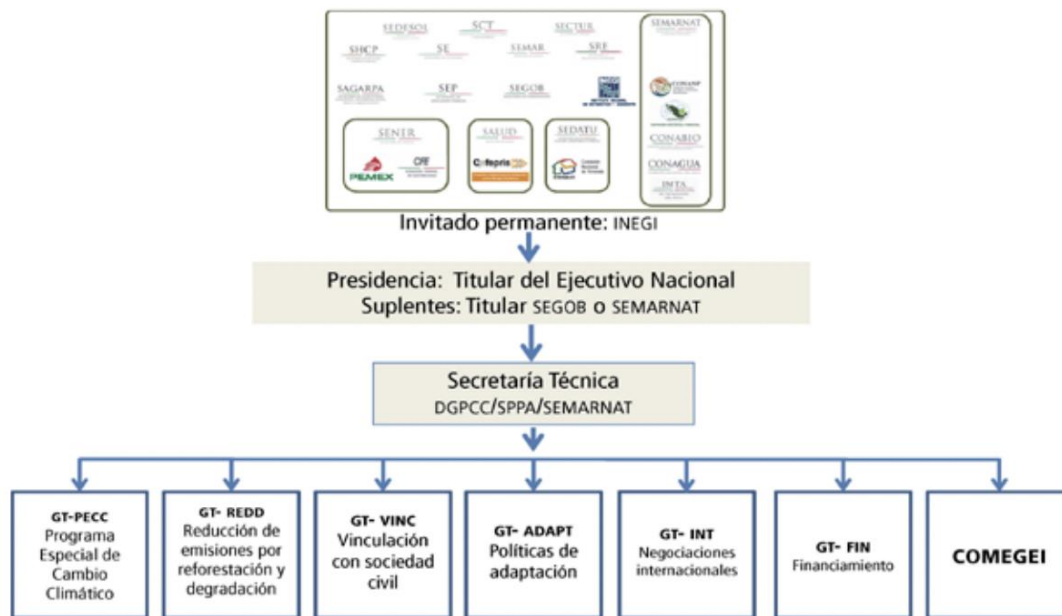 SEDESOL
SCT
SECTUR
SEMARNAT
SHCP
SE
SEMAR
SRE
CONANP
SAGARPA
SEP
SEGOB
SENER
SALUD
SEDATU
CONABIO
PEMEX
CFE
Cofepris
CONAGUA
IMTA
Invitado permanente: INEGI
Presidencia: Titular del Ejecutivo Nacional
Suplentes: Titular SEGOB o SEMARNAT
Secretaría Técnica
DGPCC/SPPA/SEMARNAT
GT-PECC
Programa
Especial de
Cambio
Climático
GT- REDD
Reducción de
emisiones por
reforestación y
degradación
GT- VINC
Vinculación
con sociedad
civil
GT- ADAPT
Políticas de
adaptación
GT- INT
Negociaciones
internacionales
GT- FIN
Financiamiento
COMEGEI